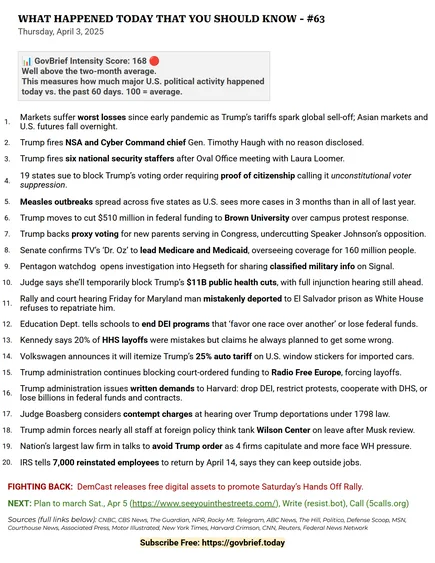 WHAT HAPPENED TODAY THAT YOU SHOULD KNOW - #63
Thursday, April 3, 2025
📊 GovBrief Intensity Score: 168 🔴
Well above the two-month average.
This measures how much major U.S. political activity happened
today vs. the past 60 days. 100 = average.
1. Markets suffer worst losses since early pandemic as Trump's tariffs spark global sell-off; Asian markets and
U.S. futures fall overnight.
2. Trump fires NSA and Cyber Command chief Gen. Timothy Haugh with no reason disclosed.
3. Trump fires six national security staffers after Oval Office meeting with Laura Loomer.
4. 19 states sue to block Trump's voting order requiring proof of citizenship calling it unconstitutional voter
suppression.
5. Measles outbreaks spread across five states as U.S. sees more cases in 3 months than in all of last year.
6. Trump moves to cut $510 million in federal funding to Brown University over campus protest response.
7. Trump backs proxy voting for new parents serving in Congress, undercutting Speaker Johnson's opposition.
8. Senate confirms TV's 'Dr. Oz' to lead Medicare and Medicaid, overseeing coverage for 160 million people.
9. Pentagon watchdog opens investigation into Hegseth for sharing classified military info on Signal.
10. Judge says she'll temporarily block Trump's $11B public health cuts, with full injunction hearing still ahead.
11. Rally and court hearing Friday for Maryland man mistakenly deported to El Salvador prison as White House
refuses to repatriate him.
12. Education Dept. tells schools to end DEI programs that 'favor one race over another' or lose federal funds.
13. Kennedy says 20% of HHS layoffs were mistakes but claims he always planned to get some wrong.
14. Volkswagen announces it will itemize Trump's 25% auto tariff on U.S. window stickers for imported cars.
15. Trump administration continues blocking court-ordered funding to Radio Free Europe, forcing layoffs.
16. Trump administration issues written demands to Harvard: drop DEI, restrict protests, cooperate with DHS, or
lose billions in federal funds and contracts.
17. Judge Boasberg considers contempt charges at hearing over Trump deportations under 1798 law.
18. Trump admin forces nearly all staff at foreign policy think tank Wilson Center on leave after Musk review.
19. Nation's largest law firm in talks to avoid Trump order as 4 firms capitulate and more face WH pressure.
20. IRS tells 7,000 reinstated employees to return by April 14, says they can keep outside jobs.
FIGHTING BACK: DemCast releases free digital assets to promote Saturday's Hands Off Rally.
NEXT: Plan to march Sat., Apr 5 (https://www.seeyouinthestreets.com/), Write (resist.bot), Call (5calls.org)
Sources (full links below): CNBC, CBS News, The Guardian, NPR, Rocky Mt. Telegram, ABC News, The Hill, Politico, Defense Scoop, MSN,
Courthouse News, Associated Press, Motor Illustrated, New York Times, Harvard Crimson, CNN, Reuters, Federal News Network
Subscribe Free: https://govbrief.today